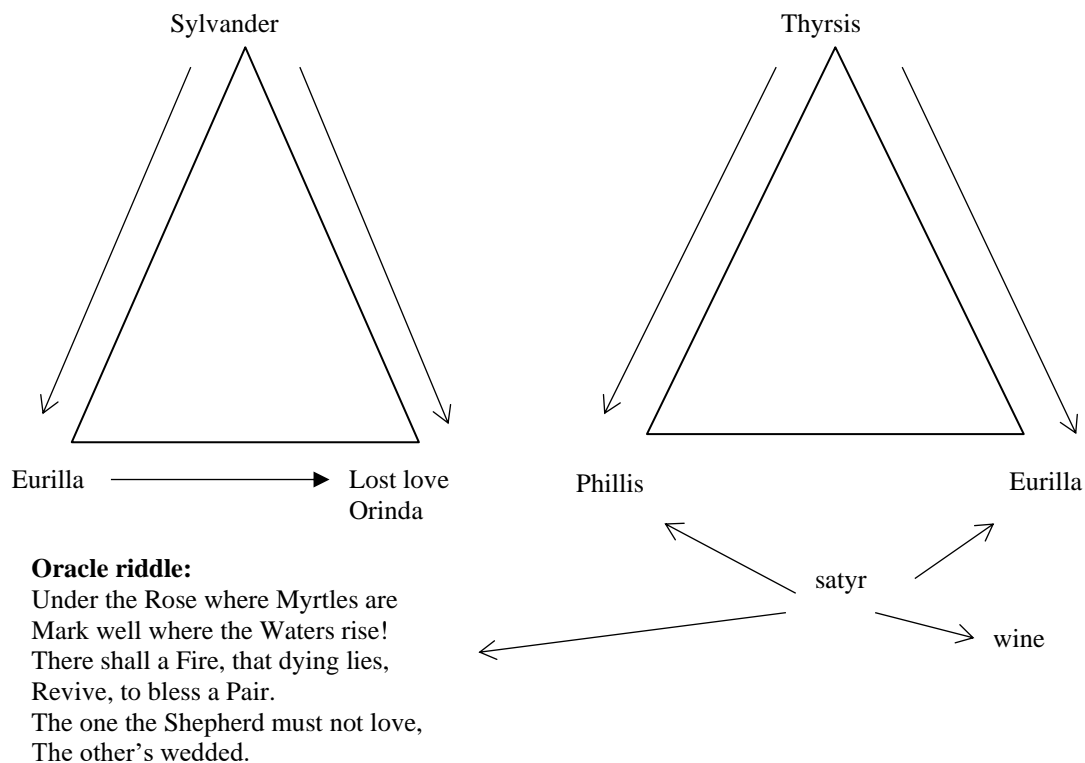 Sylvander
Thyrsis
Eurilla
Lost love
Orinda
Phillis
Eurilla
satyr
wine
Oracle riddle:
Under the Rose where Myrtles are
Mark well where the Waters rise!
There shall a Fire, that dying lies,
Revive, to bless a Pair.
The one the Shepherd must not love,
The other's wedded.